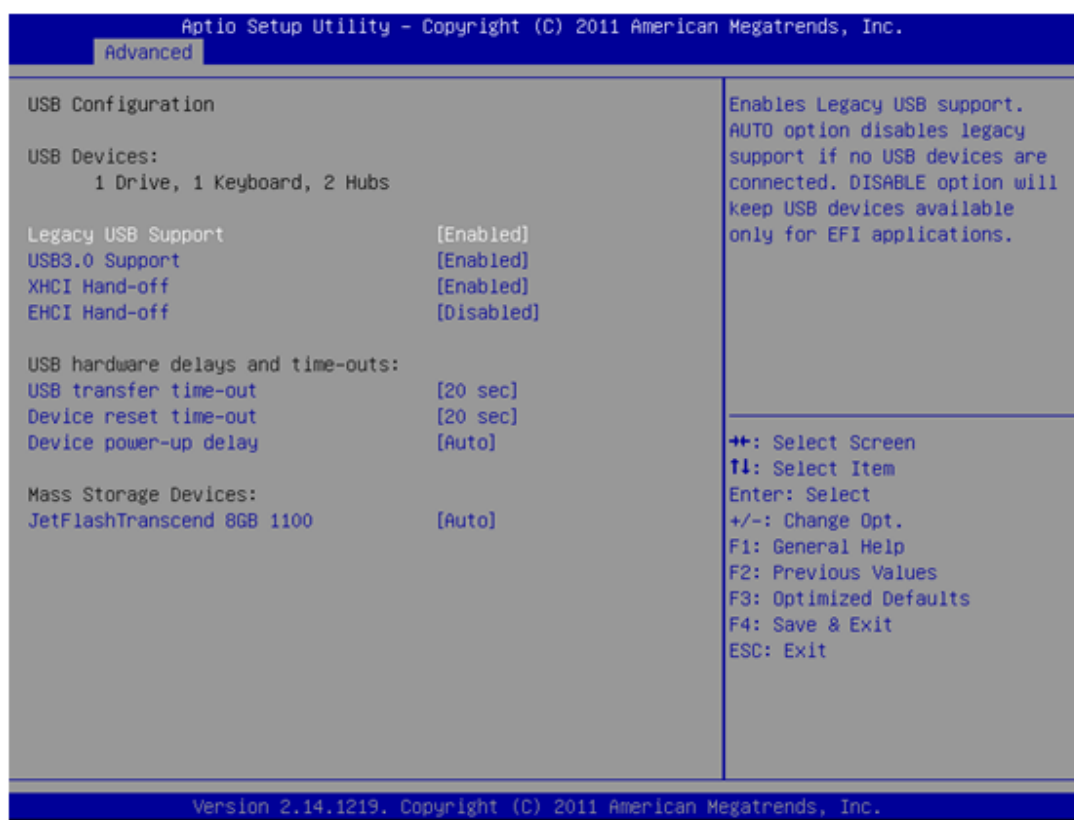 Aptio Setup Utility – Copyright (C) 2011 American Megatrends, Inc.
Advanced
USB Configuration
USB Devices:
1 Drive, 1 Keyboard, 2 Hubs
Legacy USB Support [Enabled]
USB3.0 Support [Enabled]
XHCI Hand-off [Enabled]
EHCI Hand-off [Disabled]
USB hardware delays and time-outs:
USB transfer time-out [20 sec]
Device reset time-out [20 sec]
Device power-up delay [Auto]
Mass Storage Devices:
JetFlashTranscend 8GB 1100 [Auto]
Enables Legacy USB support.
AUTO option disables legacy
support if no USB devices are
connected. DISABLE option will
keep USB devices available
only for EFI applications.
→←: Select Screen
↑↓: Select Item
Enter: Select
+/-: Change Opt.
F1: General Help
F2: Previous Values
F3: Optimized Defaults
F4: Save & Exit
ESC: Exit
Version 2.14.1219. Copyright (C) 2011 American Megatrends, Inc.